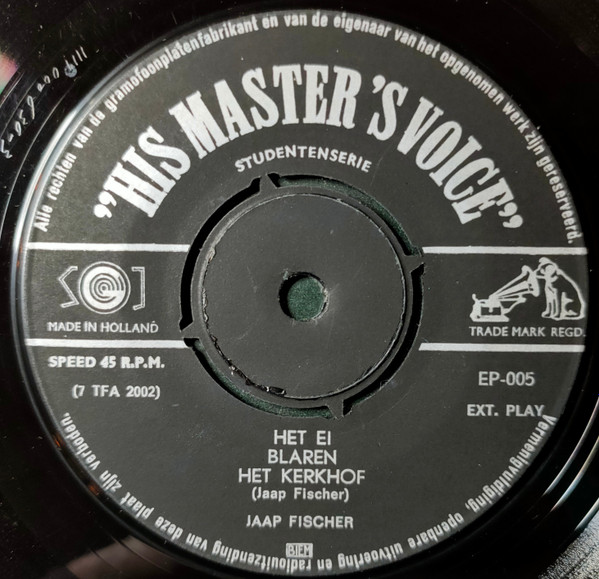 Alle rechten van de gramofoonplatenfabrikant en van de eigenaar van het opgenomen werk zijn gereserveerd.
"HIS MASTER'S VOICE"
STUDENTENSERIE
MADE IN HOLLAND
TRADE MARK REGD.
SPEED 45 R.P.M.
(7 TFA 2002)
EP-005
EXT. PLAY
HET EI
BLAREN
HET KERKHOF
(Jaap Fischer)
JAAP FISCHER
BIEM
Vermenigvuldiging, openbare uitvoering en radiouitzending van deze plaat zijn verboden.